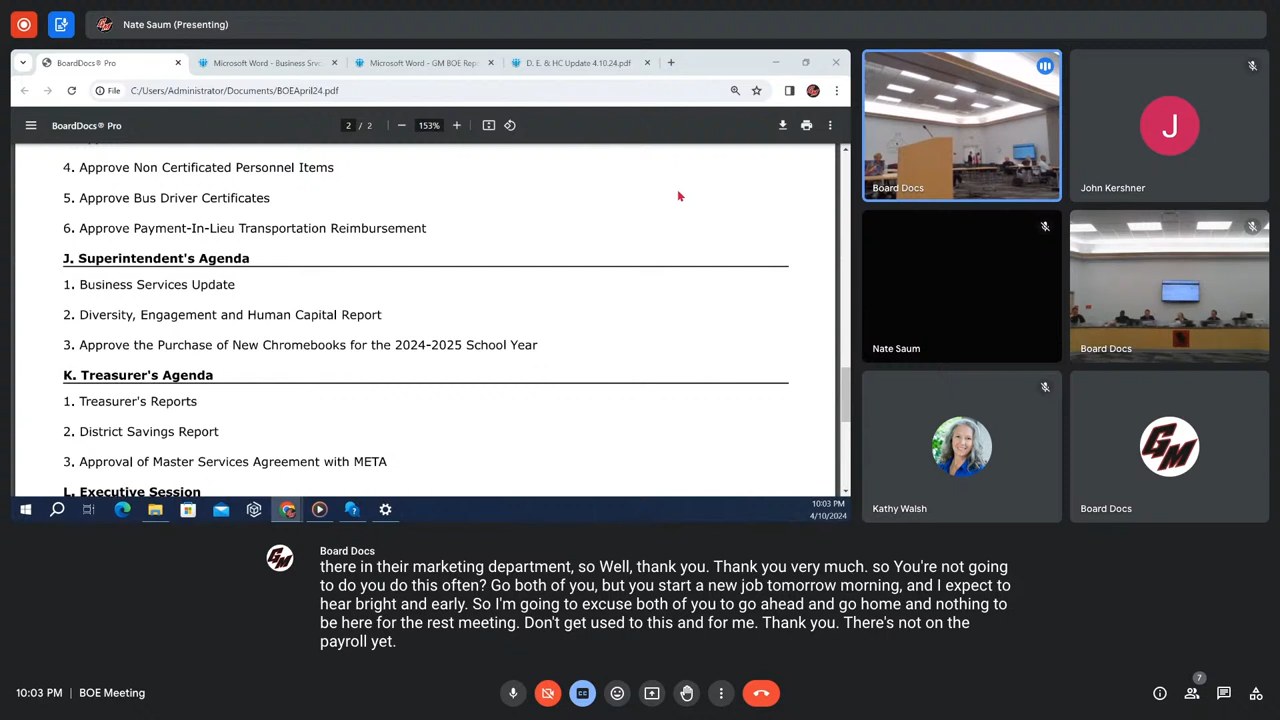 Nate Saum (Presenting)
BoardDocs® Pro
Microsoft Word - Business Srvc
Microsoft Word - GM BOE Rep
D. E. & HC Update 4.10.24.pdf
File C:/Users/Administrator/Documents/BOEApril24.pdf
BoardDocs® Pro 2 / 2 153%
4. Approve Non Certificated Personnel Items
5. Approve Bus Driver Certificates
6. Approve Payment-In-Lieu Transportation Reimbursement
J. Superintendent's Agenda
1. Business Services Update
2. Diversity, Engagement and Human Capital Report
3. Approve the Purchase of New Chromebooks for the 2024-2025 School Year
K. Treasurer's Agenda
1. Treasurer's Reports
2. District Savings Report
3. Approval of Master Services Agreement with META
L. Executive Session
10:03 PM
4/10/2024
Board Docs
J
John Kershner
Nate Saum
Board Docs
Kathy Walsh
GM
Board Docs
Board Docs
there in their marketing department, so Well, thank you. Thank you very much. so You're not going
to do you do this often? Go both of you, but you start a new job tomorrow morning, and I expect to
hear bright and early. So I'm going to excuse both of you to go ahead and go home and nothing to
be here for the rest meeting. Don't get used to this and for me. Thank you. There's not on the
payroll yet.
10:03 PM | BOE Meeting
7